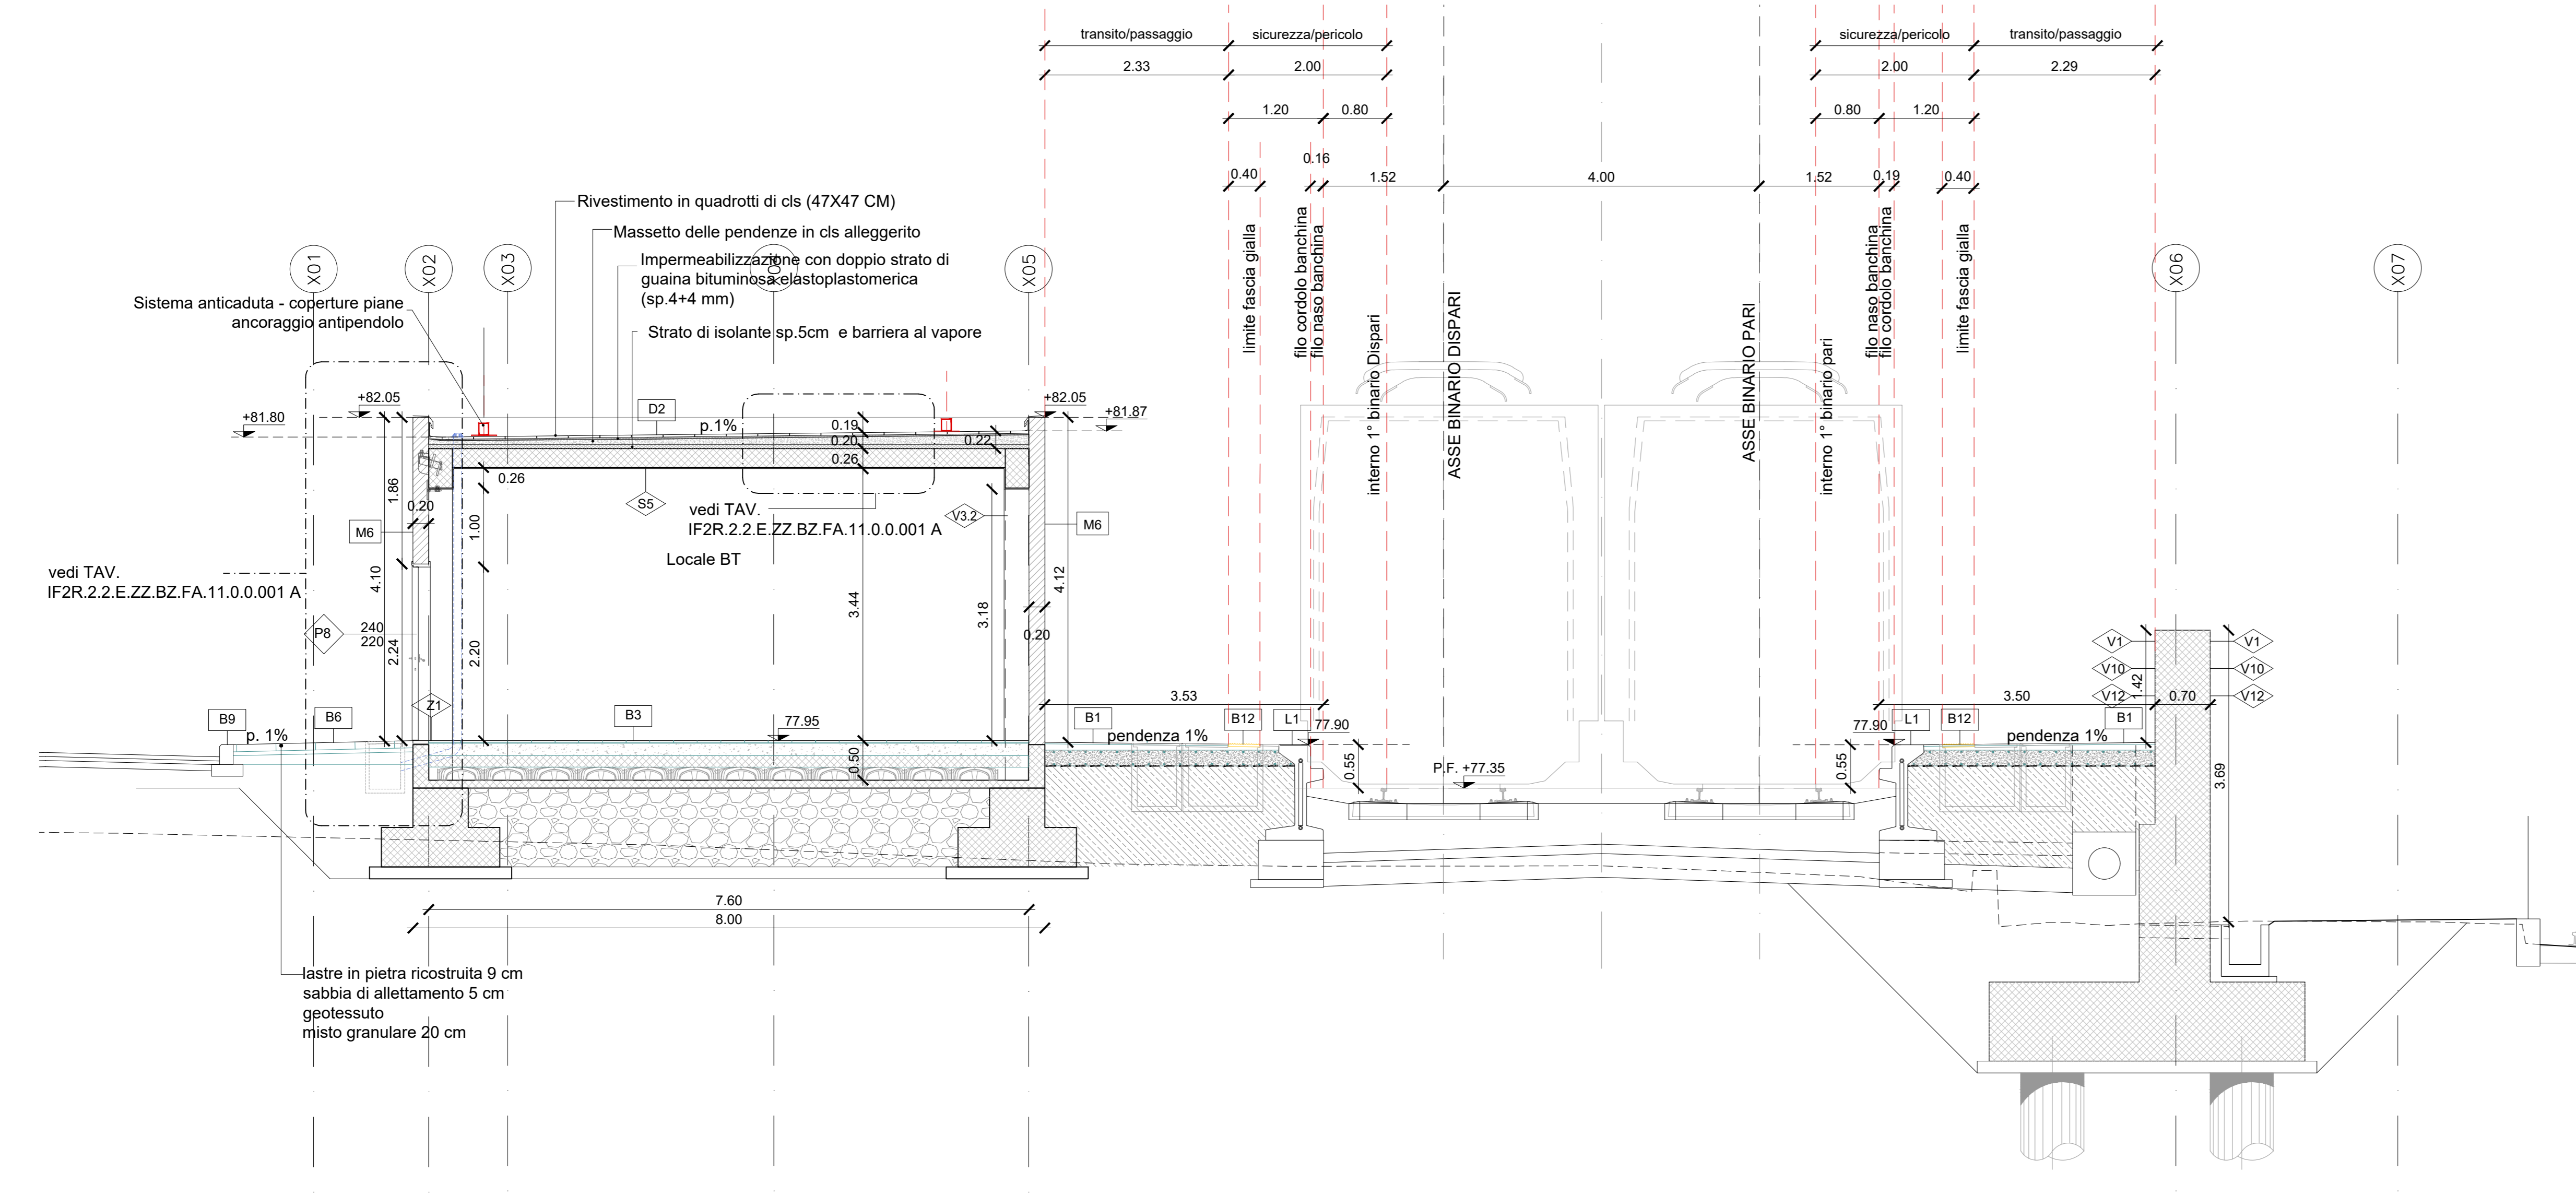 transito/passaggio
sicurezza/pericolo
sicurezza/pericolo
transito/passaggio
2.33
2.00
2.00
2.29
1.20
0.80
0.80
1.20
0.16
0.40
1.52
4.00
1.52
0.19
0.40
Rivestimento in quadrotti di cls (47X47 CM)
Massetto delle pendenze in cls alleggerito
Impermeabilizzazione con doppio strato di
guaina bituminosa elastoplastomerica
(sp.4+4 mm)
Strato di isolante sp.5cm e barriera al vapore
Sistema anticaduta - coperture piane
ancoraggio antipendolo
X01
X02
X03
X05
X06
X07
limite fascia gialla
filo cordolo banchina
filo naso banchina
interno 1° binario Dispari
ASSE BINARIO DISPARI
ASSE BINARIO PARI
interno 1° binario pari
filo naso banchina
filo cordolo banchina
limite fascia gialla
+82.05
+81.80
D2
p.1%
+82.05
+81.87
0.19
0.20
0.22
0.26
0.26
1.86
0.20
1.00
S5
vedi TAV.
IF2R.2.2.E.ZZ.BZ.FA.11.0.0.001 A
V3.2
M6
M6
Locale BT
vedi TAV.
IF2R.2.2.E.ZZ.BZ.FA.11.0.0.001 A
4.10
4.12
3.44
3.18
P8
240
220
2.24
2.20
0.20
V1
V1
V10
V10
V12
V12
1.42
0.70
3.53
3.50
Z1
B9
B6
B3
77.95
B1
B12
L1
77.90
77.90
L1
B12
B1
p. 1%
pendenza 1%
pendenza 1%
0.50
0.55
P.F. +77.35
0.55
3.69
7.60
8.00
lastre in pietra ricostruita 9 cm
sabbia di allettamento 5 cm
geotessuto
misto granulare 20 cm